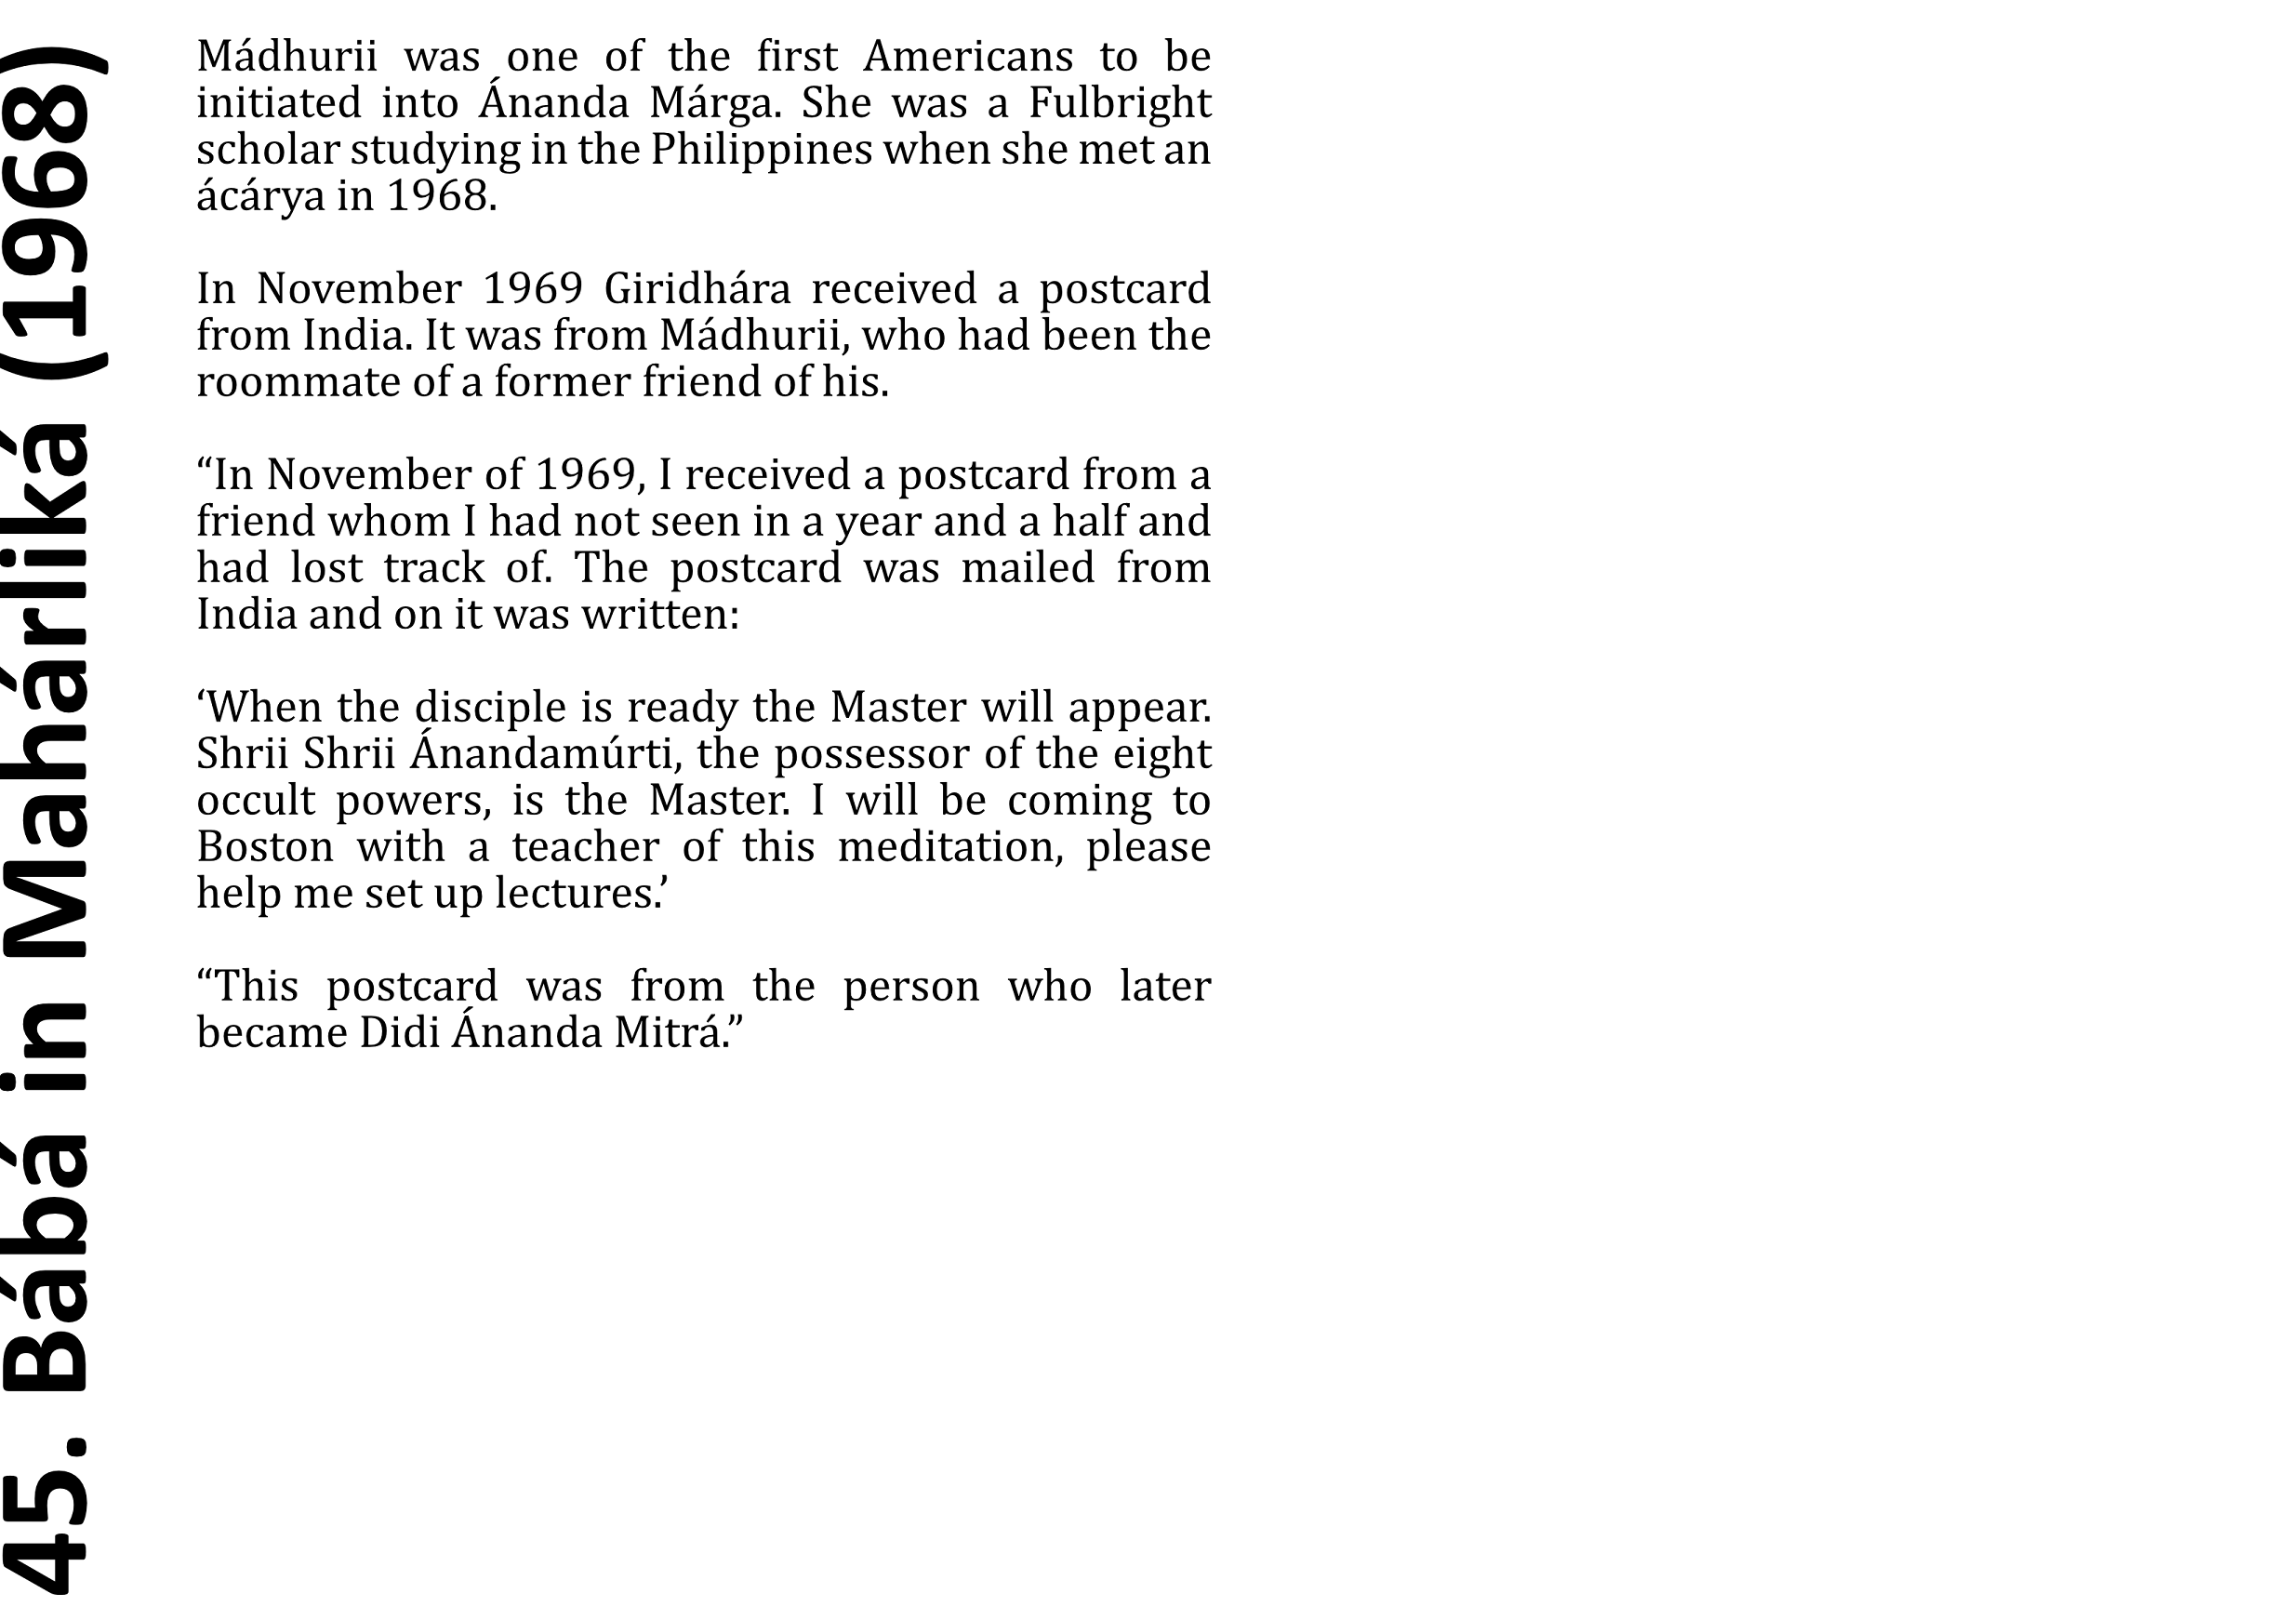 45. Bábá in Mahárliká (1968)
Mádhurii was one of the first Americans to be
initiated into Ánanda Márga. She was a Fulbright
scholar studying in the Philippines when she met an
ácárya in 1968.
In November 1969 Giridhára received a postcard
from India. It was from Mádhurii, who had been the
roommate of a former friend of his.
“In November of 1969, I received a postcard from a
friend whom I had not seen in a year and a half and
had lost track of. The postcard was mailed from
India and on it was written:
‘When the disciple is ready the Master will appear.
Shrii Shrii Ánandamúrti, the possessor of the eight
occult powers, is the Master. I will be coming to
Boston with a teacher of this meditation, please
help me set up lectures.’
“This postcard was from the person who later
became Didi Ánanda Mitrá.”